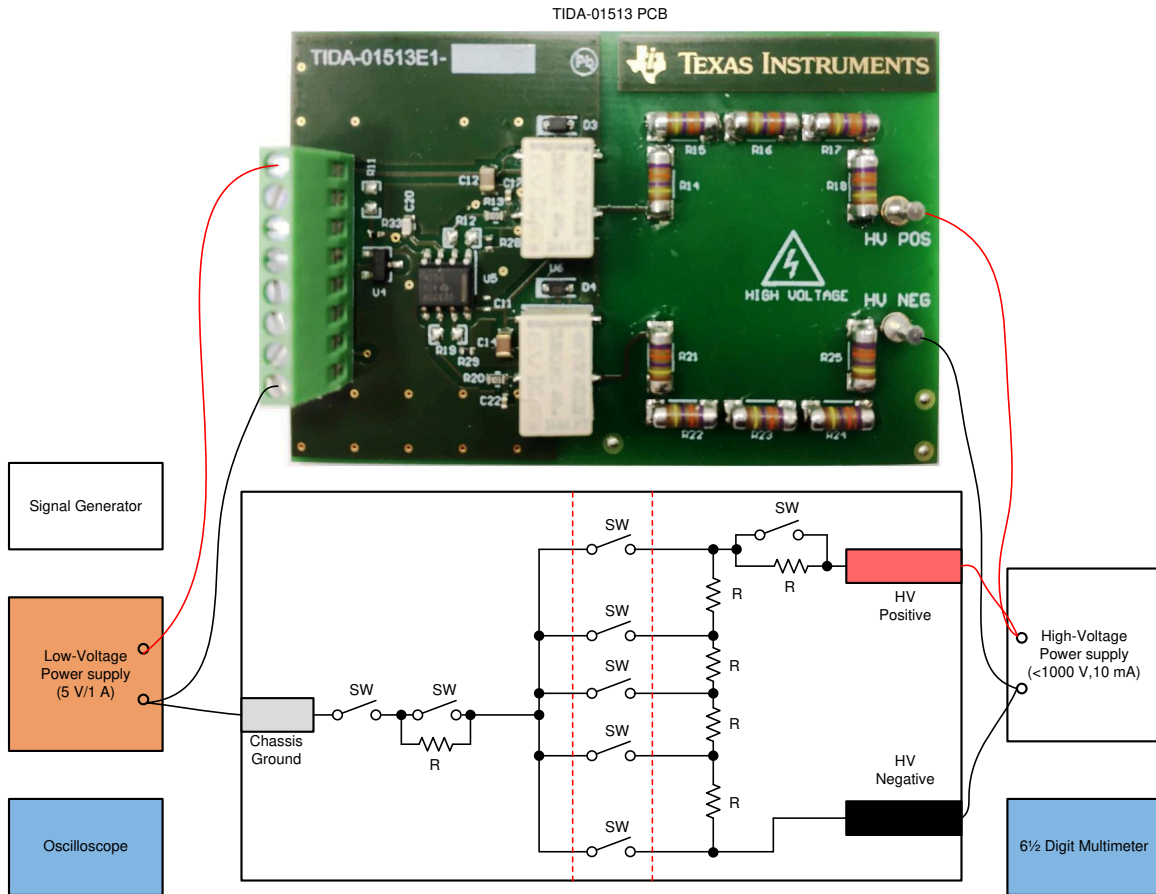 TIDA-01513 PCB
TIDA-01513E1-
Pb
TEXAS INSTRUMENTS
D3
R15
R16
R17
R11
C12
R14
R18
C20
R13
R33
R12
R28
HV POS
U6
U4
U5
D4
HIGH VOLTAGE
HV NEG
C11
R19
C14
R29
R21
R25
R20
C22
R22
R23
R24
Signal Generator
Low-Voltage
Power supply
(5 V/1 A)
Oscilloscope
SW
SW
R
HV
Positive
R
SW
R
SW
SW
SW
R
R
SW
R
SW
Chassis
Ground
HV
Negative
High-Voltage
Power supply
(<1000 V,10 mA)
6½ Digit Multimeter